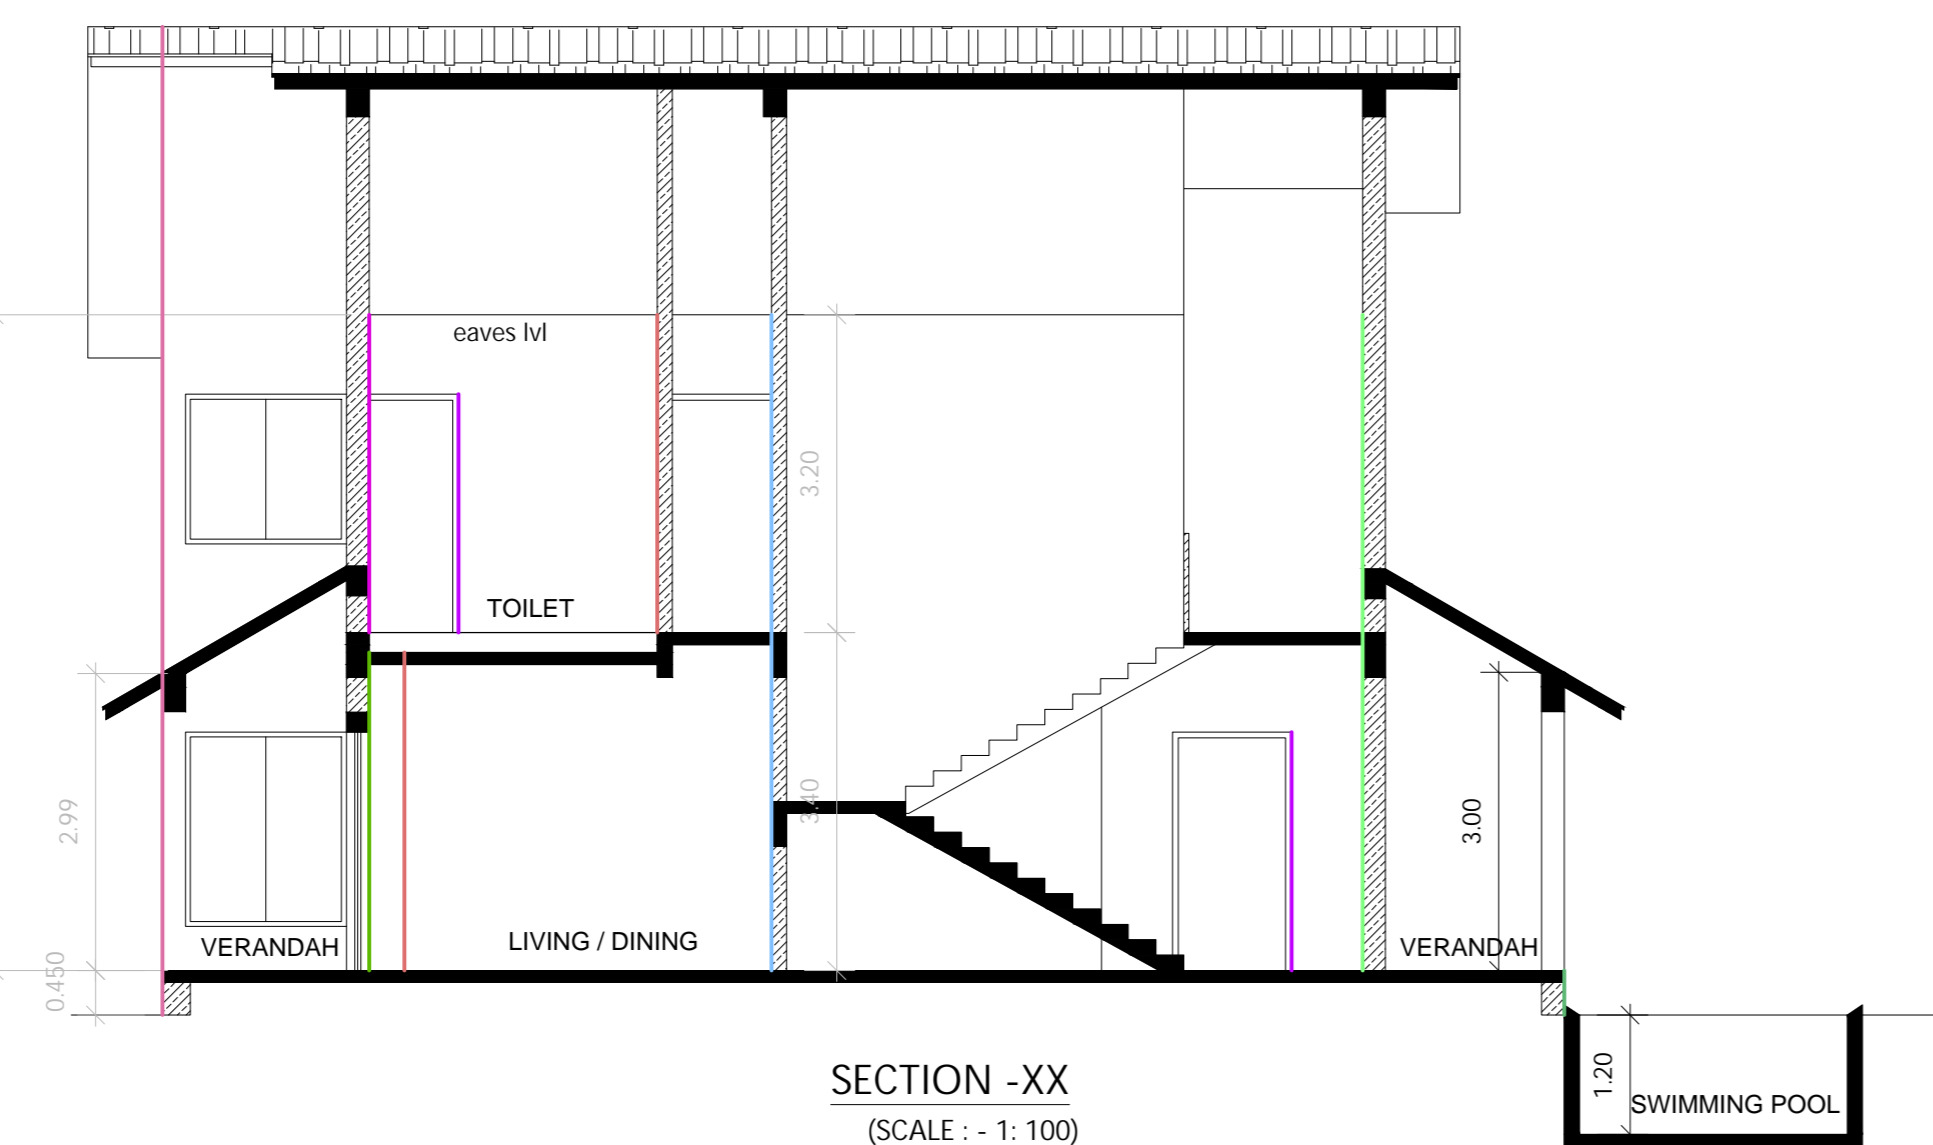 eaves lvl
3.20
TOILET
2.99
3.40
3.00
VERANDAH
LIVING / DINING
VERANDAH
0.450
SECTION -XX
(SCALE : - 1: 100)
1.20
SWIMMING POOL